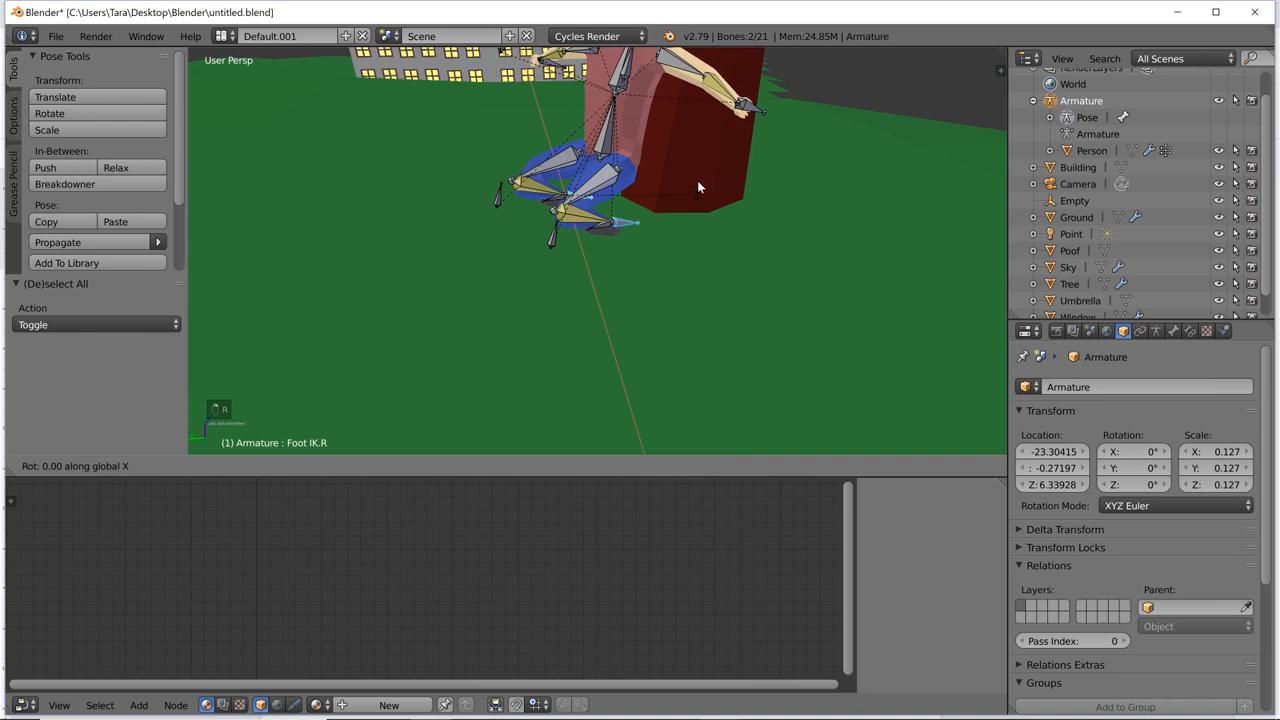 Blender* [C:\Users\Tara\Desktop\Blender\untitled.blend]
File Render Window Help Default.001 Scene Cycles Render v2.79 | Bones:2/21 | Mem:24.85M | Armature
View Search All Scenes
Tools
Options
Grease Pencil
Pose Tools
Transform:
Translate
Rotate
Scale
In-Between:
Push Relax
Breakdowner
Pose:
Copy Paste
Propagate
Add To Library
(De)select All
Action
Toggle
User Persp
R
(1) Armature : Foot IK.R
Rot: 0.00 along global X
RenderLayers
World
Armature
Pose
Armature
Person
Building
Camera
Empty
Ground
Point
Poof
Sky
Tree
Umbrella
Window
Armature
Armature
Transform
Location: Rotation: Scale:
-23.30415 X: 0° X: 0.127
: -0.27197 Y: 0° Y: 0.127
Z:6.33928 Z: 0° Z: 0.127
Rotation Mode: XYZ Euler
Delta Transform
Transform Locks
Relations
Layers: Parent:
Object
Pass Index: 0
Relations Extras
Groups
Add to Group
View Select Add Node New